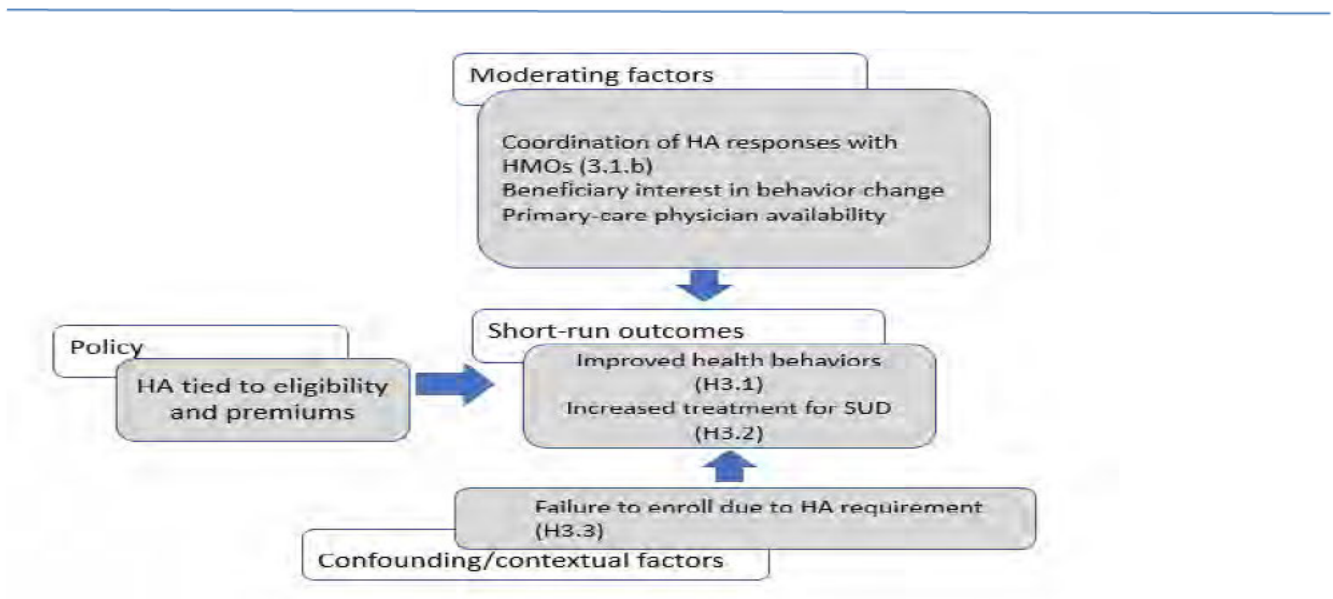 Moderating factors
Coordination of HA responses with
HMOs (3.1.b)
Beneficiary interest in behavior change
Primary-care physician availability
Policy
HA tied to eligibility
and premiums
Short-run outcomes
Improved health behaviors
(H3.1)
Increased treatment for SUD
(H3.2)
Failure to enroll due to HA requirement
(H3.3)
Confounding/contextual factors